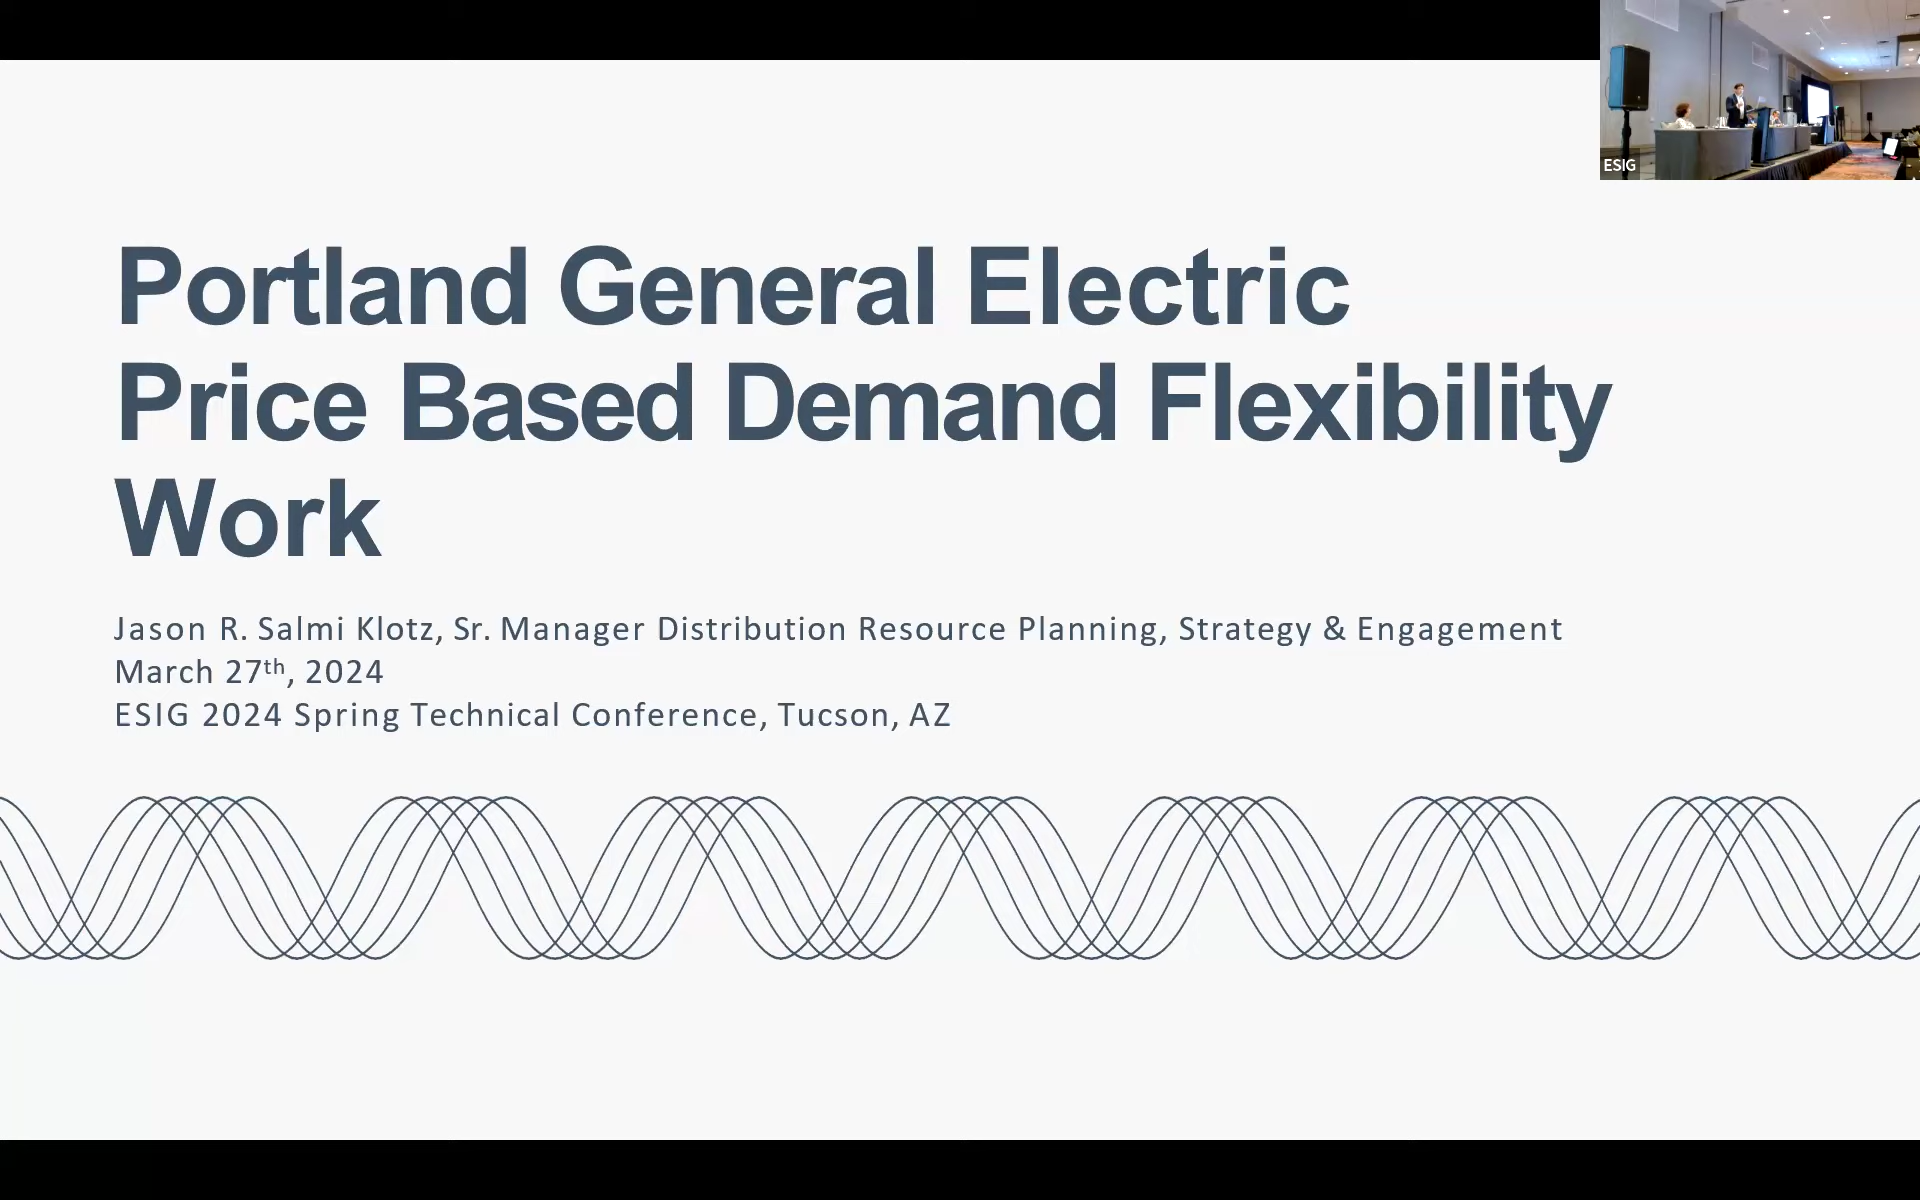 ESIG
Portland General Electric
Price Based Demand Flexibility
Work
Jason R. Salmi Klotz, Sr. Manager Distribution Resource Planning, Strategy & Engagement
March 27th, 2024
ESIG 2024 Spring Technical Conference, Tucson, AZ